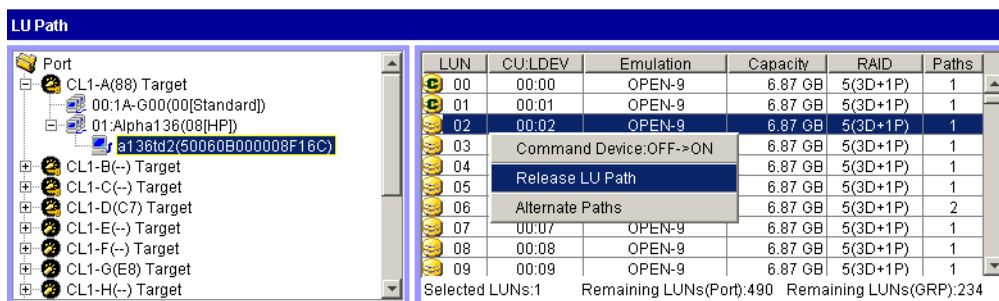 LU Path
Port
CL1-A(88) Target
00:1A-G00(00[Standard])
01:Alpha136(08[HP])
a136td2(50060B000008F16C)
CL1-B(--) Target
CL1-C(--) Target
CL1-D(C7) Target
CL1-E(--) Target
CL1-F(--) Target
CL1-G(E8) Target
CL1-H(--) Target
LUN CU:LDEV Emulation Capacity RAID Paths
C 00 00:00 OPEN-9 6.87 GB 5(3D+1P) 1
C 01 00:01 OPEN-9 6.87 GB 5(3D+1P) 1
02 00:02 OPEN-9 6.87 GB 5(3D+1P) 1
03 6.87 GB 5(3D+1P) 1
04 6.87 GB 5(3D+1P) 1
05 6.87 GB 5(3D+1P) 1
06 6.87 GB 5(3D+1P) 2
07 00:07 OPEN-9 6.87 GB 5(3D+1P) 1
08 00:08 OPEN-9 6.87 GB 5(3D+1P) 1
09 00:09 OPEN-9 6.87 GB 5(3D+1P) 1
Command Device:OFF->ON
Release LU Path
Alternate Paths
Selected LUNs:1 Remaining LUNs(Port):490 Remaining LUNs(GRP):234